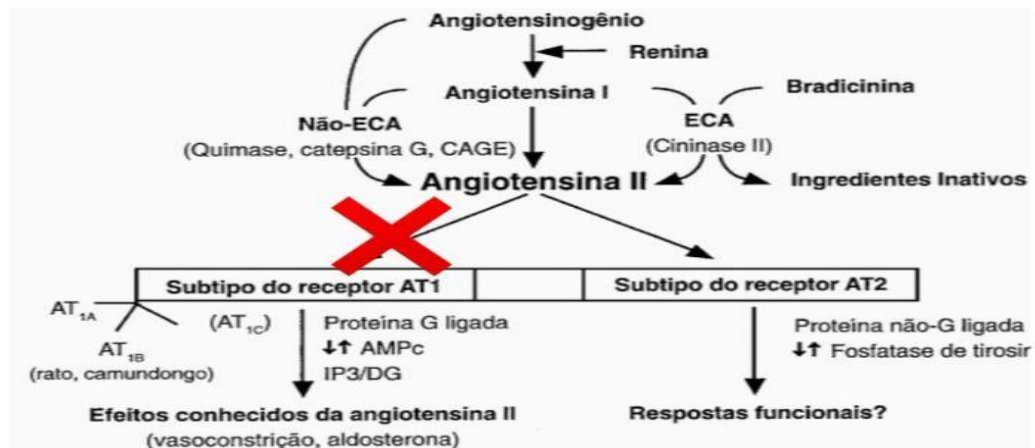 Angiotensinogênio
Renina
Angiotensina I
Bradicinina
Não-ECA
ECA
(Quimase, catepsina G, CAGE)
(Cininase II)
Angiotensina II
Ingredientes Inativos
Subtipo do receptor AT1
Subtipo do receptor AT2
AT1A
(AT1C)
AT1B
(rato, camundongo)
Proteína G ligada
↓↑ AMPc
IP3/DG
Proteina não-G ligada
↓↑ Fosfatase de tirosir
Efeitos conhecidos da angiotensina II
(vasoconstrição, aldosterona)
Respostas funcionais?